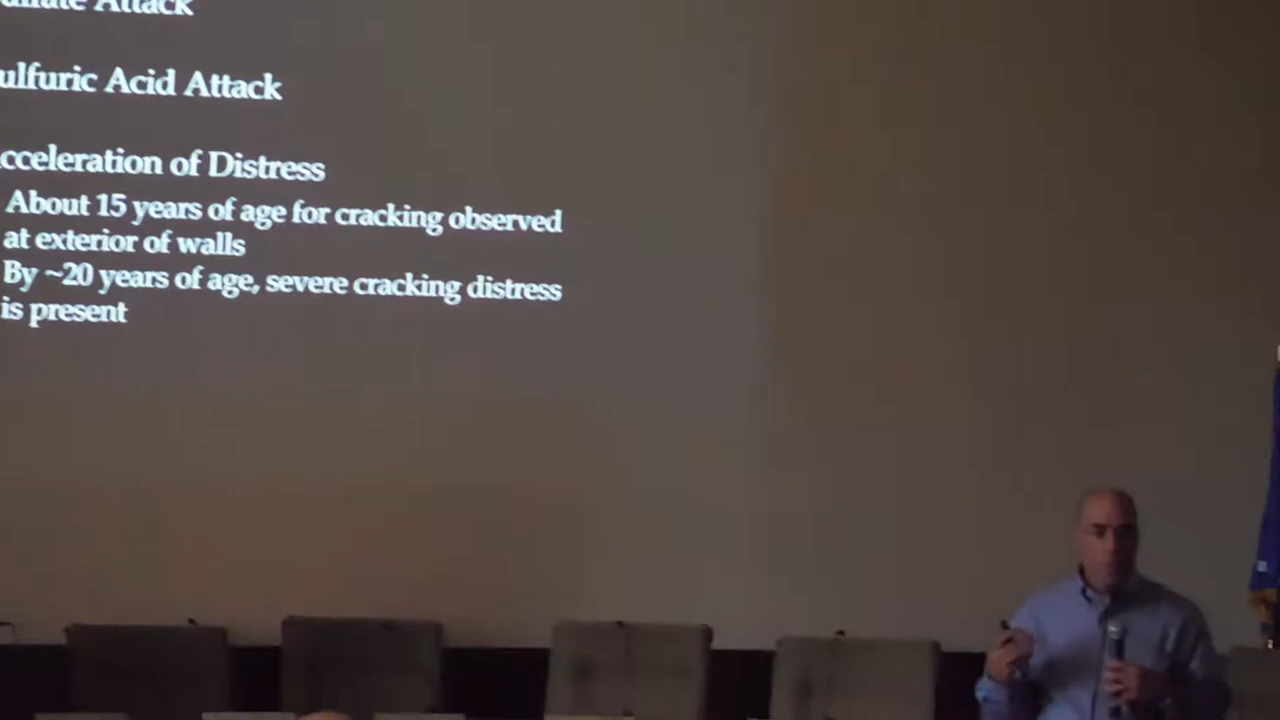 Attack
ulfuric Acid Attack
cceleration of Distress
About 15 years of age for cracking observed
at exterior of walls
By ~20 years of age, severe cracking distress
is present